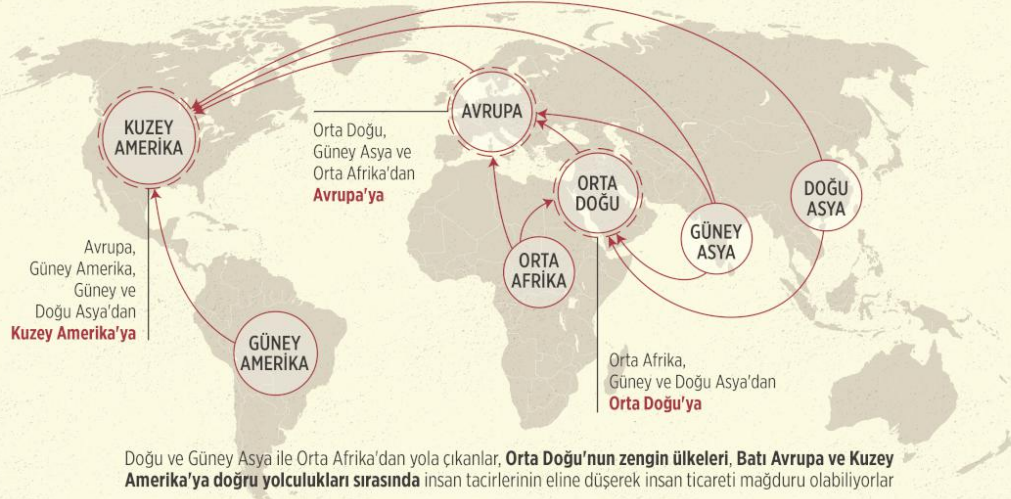 KUZEY
AMERİKA
AVRUPA
Orta Doğu,
Güney Asya ve
Orta Afrika'dan
Avrupa'ya
ORTA
DOĞU
DOĞU
ASYA
GÜNEY
ASYA
ORTA
AFRİKA
Avrupa,
Güney Amerika,
Güney ve
Doğu Asya'dan
Kuzey Amerika'ya
GÜNEY
AMERİKA
Orta Afrika,
Güney ve Doğu Asya'dan
Orta Doğu'ya
Doğu ve Güney Asya ile Orta Afrika'dan yola çıkanlar, Orta Doğu'nun zengin ülkeleri, Batı Avrupa ve Kuzey
Amerika'ya doğru yolculukları sırasında insan tacirlerinin eline düşerek insan ticareti mağduru olabiliyorlar